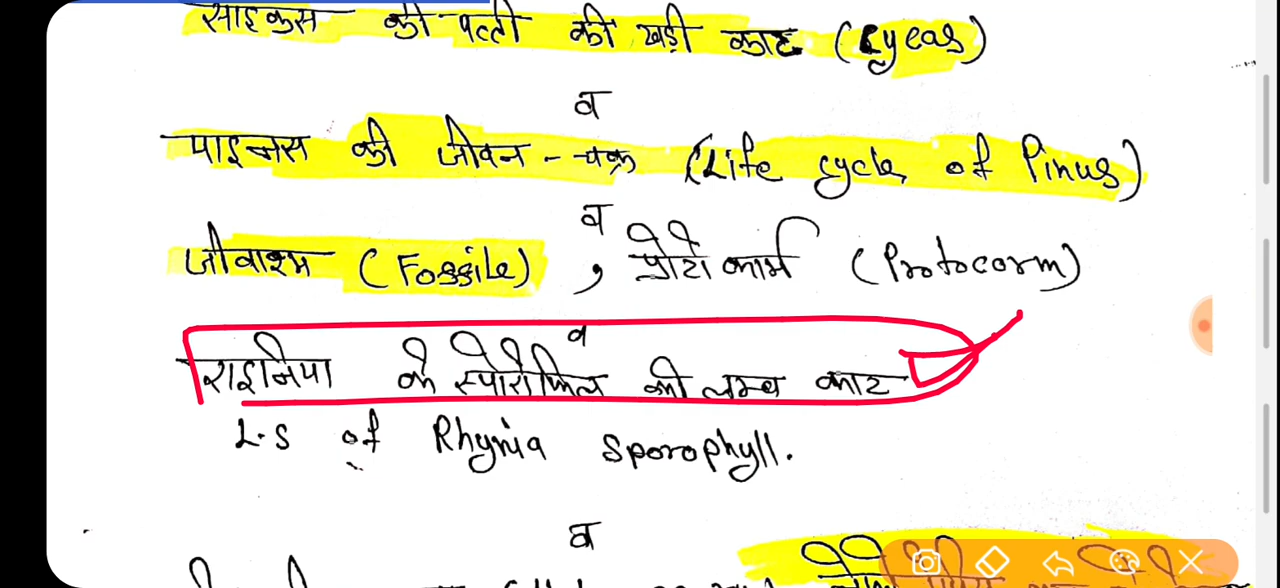 साइकस की पत्ती की खड़ी काट (Cycas)
व
पाइनस की जीवन-चक्र (Life cycle of Pinus)
व
जीवाश्म (Fossile) , प्रोटोकार्म (Protocorm)
व
राइनिया के स्पोरोफिल की लम्ब काट
L.S of Rhynia Sporophyll.
व